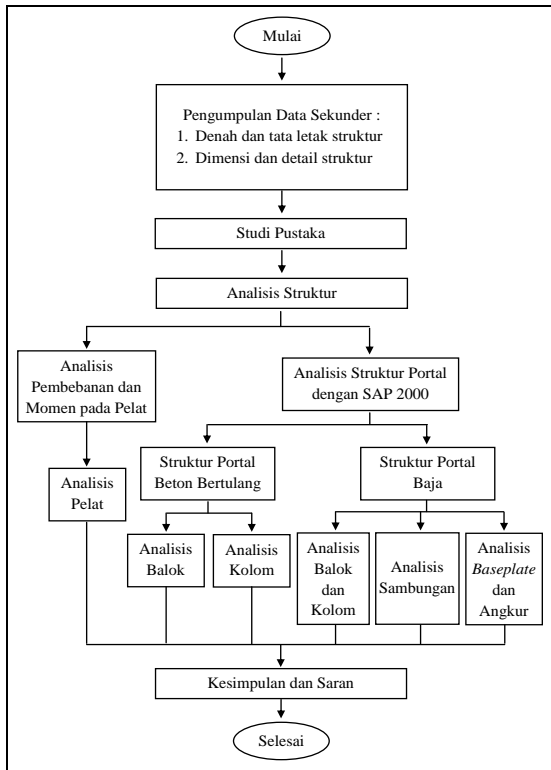 Mulai
Pengumpulan Data Sekunder :
1. Denah dan tata letak struktur
2. Dimensi dan detail struktur
Studi Pustaka
Analisis Struktur
Analisis
Pembebanan dan
Momen pada Pelat
Analisis Struktur Portal
dengan SAP 2000
Analisis
Pelat
Struktur Portal
Beton Bertulang
Struktur Portal
Baja
Analisis
Balok
Analisis
Kolom
Analisis
Balok
dan
Kolom
Analisis
Sambungan
Analisis
Baseplate
dan
Angkur
Kesimpulan dan Saran
Selesai